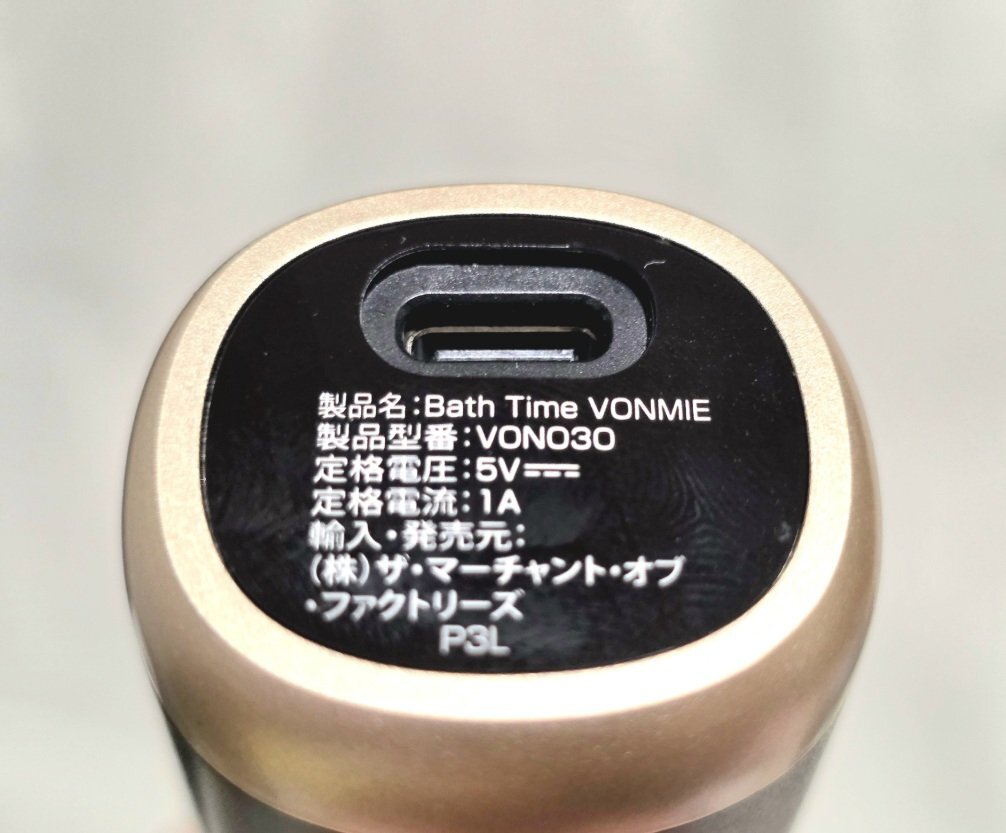 製品名:Bath Time VONMIE
製品型番:VON030
定格電圧:5V⎓
定格電流:1A
輸入・発売元:
(株)ザ・マーチャント・オブ
・ファクトリーズ
P3L